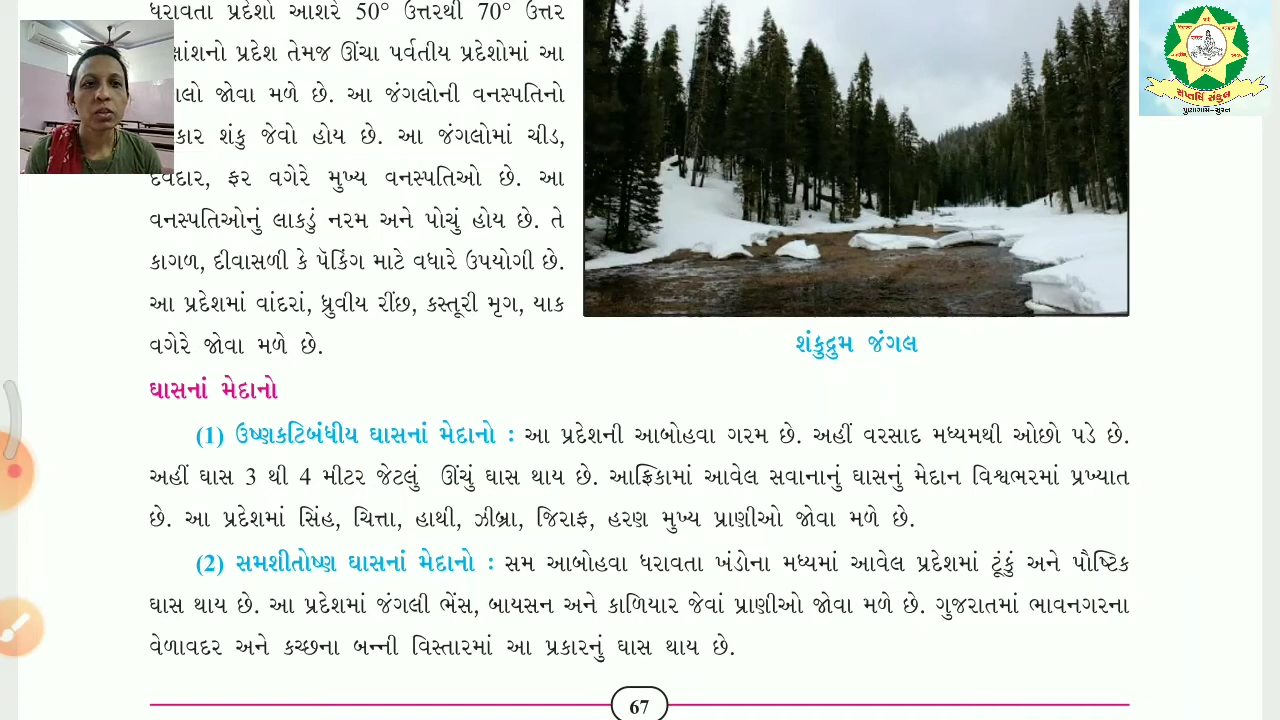 ધરાવતા પ્રદેશો આશરે 50° ઉત્તરથી 70° ઉત્તર
પ્રદેશ તેમજ ઊંચા પર્વતીય પ્રદેશોમાં આ
જોવા મળે છે. આ જંગલોની વનસ્પતિનો
શંકુ જેવો હોય છે. આ જંગલોમાં ચીડ,
દેવદાર, ફર વગેરે મુખ્ય વનસ્પતિઓ છે. આ
વનસ્પતિઓનું લાકડું નરમ અને પોચું હોય છે. તે
કાગળ, દીવાસળી કે પૅકિંગ માટે વધારે ઉપયોગી છે.
આ પ્રદેશમાં વાંદરાં, ધ્રુવીય રીંછ, કસ્તૂરી મૃગ, યાક
વગેરે જોવા મળે છે.
શંકુદ્રુમ જંગલ
ઘાસનાં મેદાનો
(1) ઉષ્ણકટિબંધીય ઘાસનાં મેદાનો : આ પ્રદેશની આબોહવા ગરમ છે. અહીં વરસાદ મધ્યમથી ઓછો પડે છે.
અહીં ઘાસ 3 થી 4 મીટર જેટલું ઊંચું ઘાસ થાય છે. આફ્રિકામાં આવેલ સવાનાનું ઘાસનું મેદાન વિશ્વભરમાં પ્રખ્યાત
છે. આ પ્રદેશમાં સિંહ, ચિત્તા, હાથી, ઝીબ્રા, જિરાફ, હરણ મુખ્ય પ્રાણીઓ જોવા મળે છે.
(2) સમશીતોષ્ણ ઘાસનાં મેદાનો : સમ આબોહવા ધરાવતા ખંડોના મધ્યમાં આવેલ પ્રદેશમાં ટૂંકું અને પૌષ્ટિક
ઘાસ થાય છે. આ પ્રદેશમાં જંગલી ભેંસ, બાયસન અને કાળિયાર જેવાં પ્રાણીઓ જોવા મળે છે. ગુજરાતમાં ભાવનગરના
વેળાવદર અને કચ્છના બન્ની વિસ્તારમાં આ પ્રકારનું ઘાસ થાય છે.
67
સપ્તર્ષિ સંકુલ
પુણાગામ-સુરત